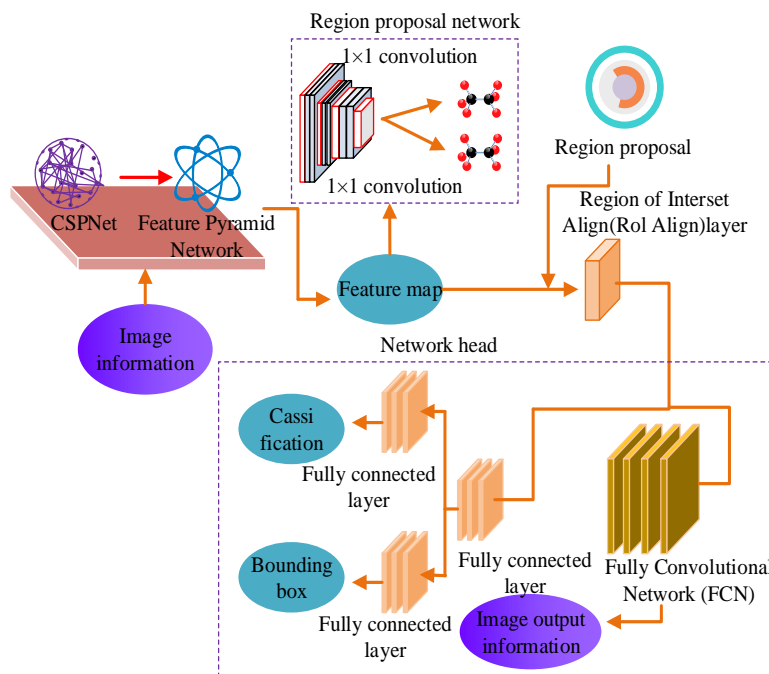 Region proposal network
1×1 convolution
1×1 convolution
Region proposal
CSPNet
Feature Pyramid
Network
Region of Interset
Align(RoI Align)layer
Feature map
Image
information
Network head
Cassi
fication
Fully connected
layer
Bounding
box
Fully connected
layer
Fully connected
layer
Fully Convolutional
Network (FCN)
Image output
information